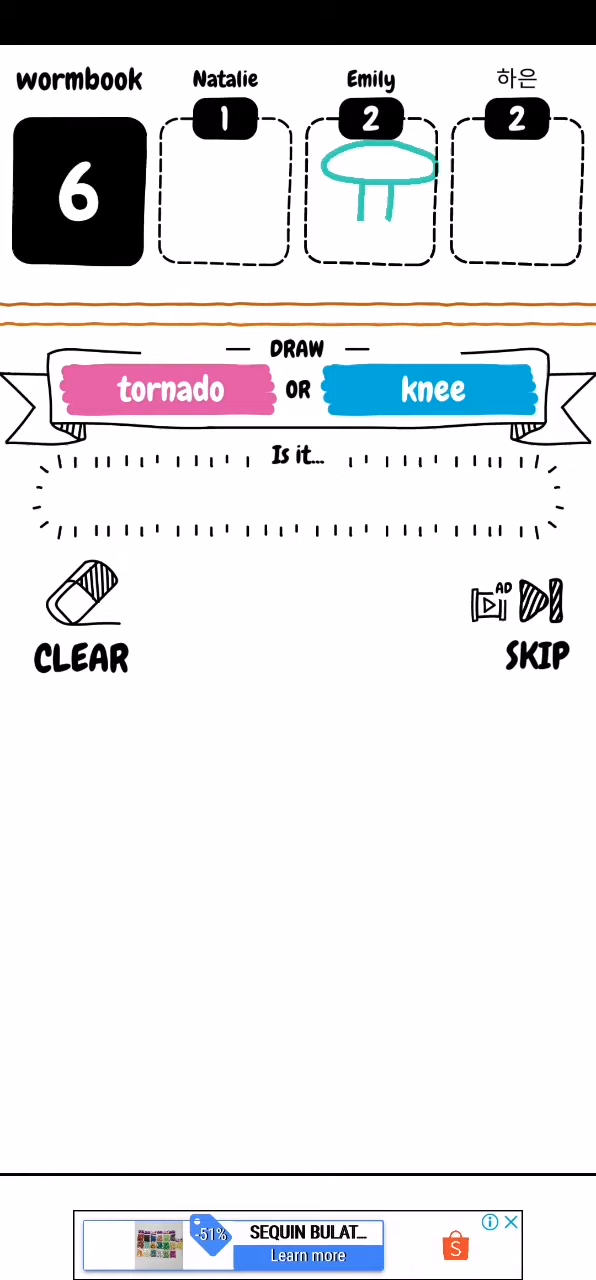 wormbook Natalie Emily 하은
6 1 2 2
DRAW
tornado OR knee
Is it...
AD
CLEAR SKIP
-51% SEQUIN BULAT...
Learn more
S